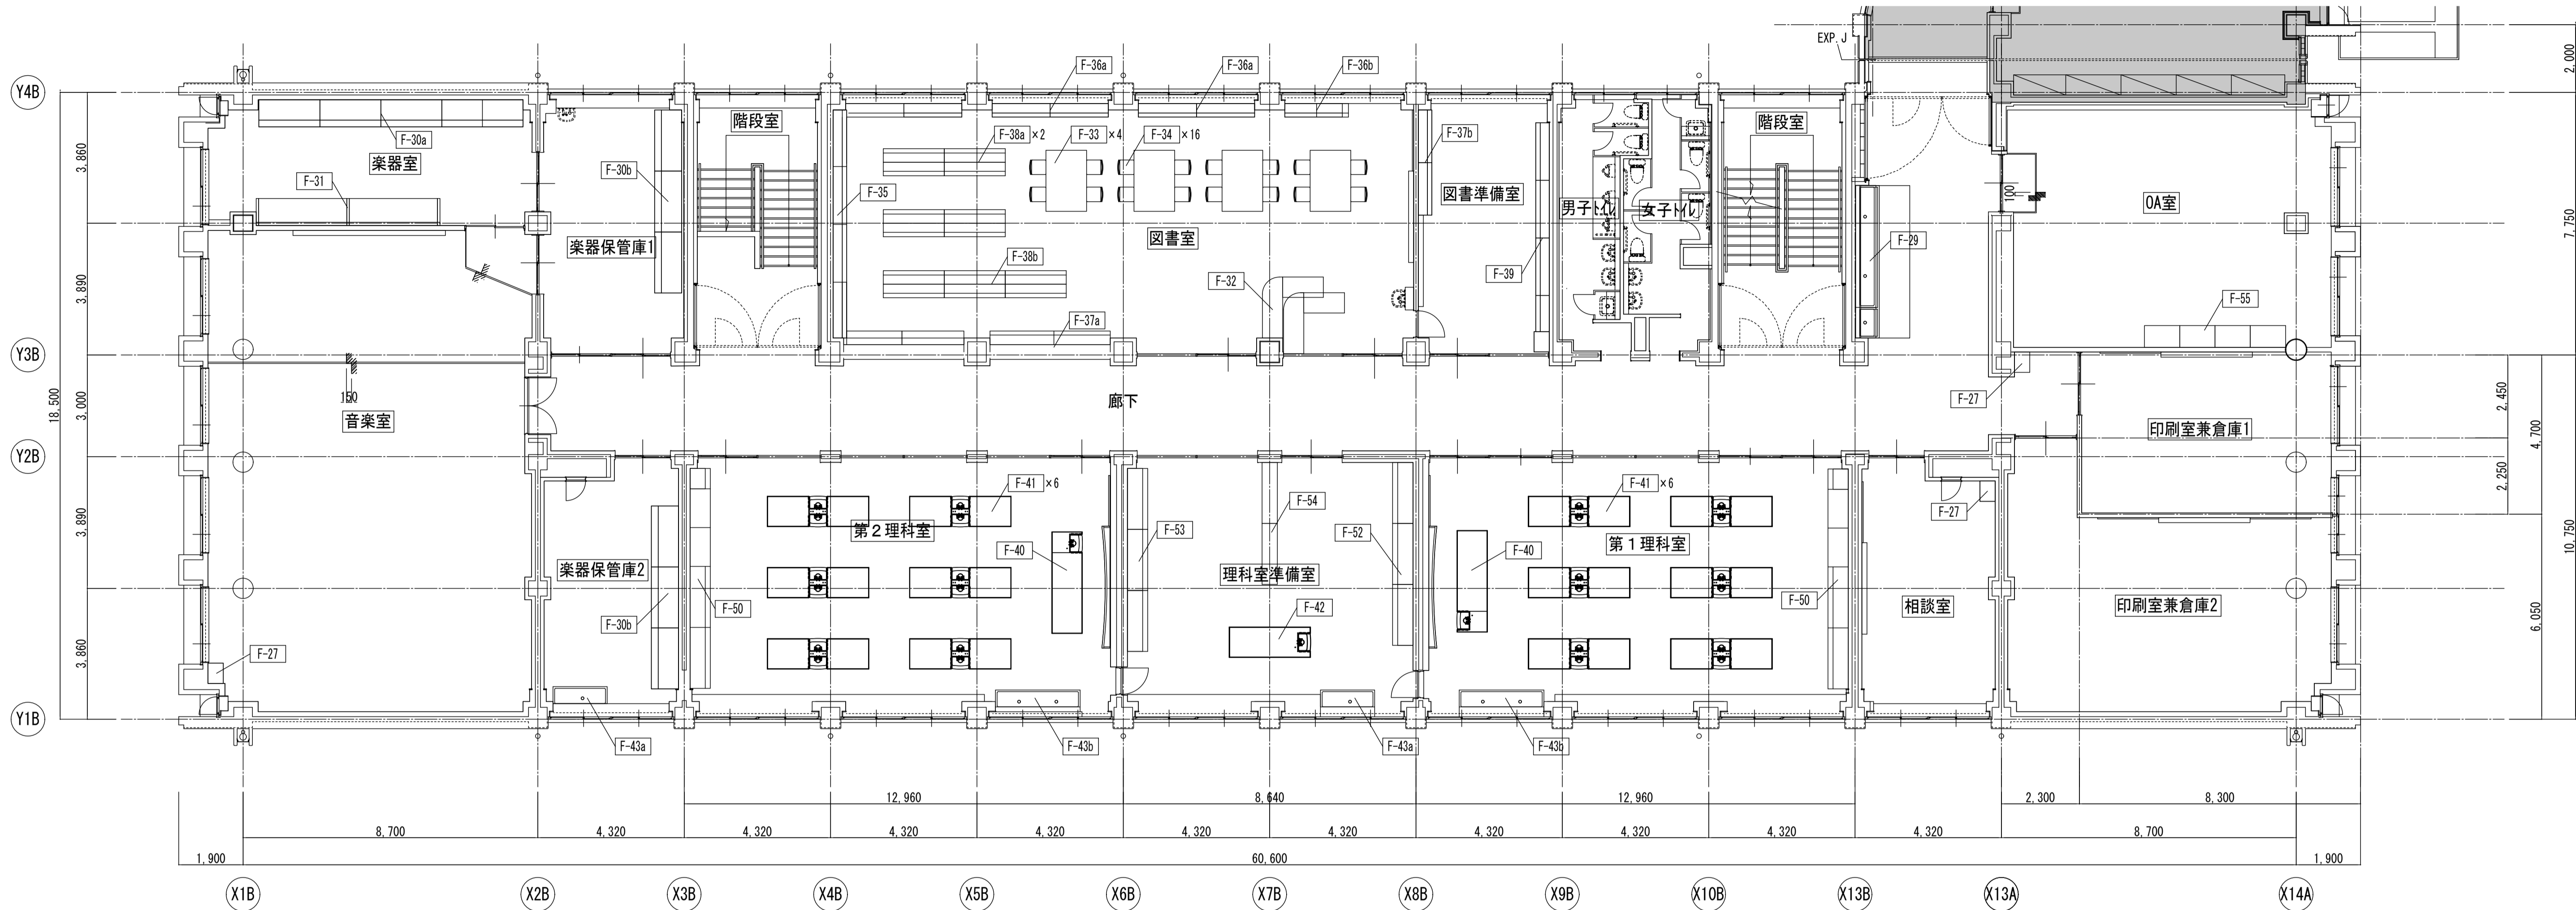 EXP. J
2,000
Y4B
F-36a
F-36a
F-36b
F-30a
楽器室
階段室
階段室
F-38a ×2
F-33 ×4
F-34 ×16
F-37b
3,860
F-31
F-30b
F-35
図書準備室
100
OA室
7,750
男子トイレ
女子トイレ
楽器保管庫1
図書室
F-29
F-38b
F-39
3,890
F-32
F-55
F-37a
Y3B
18,500
3,000
150
音楽室
廊下
F-27
2,450
印刷室兼倉庫1
4,700
Y2B
2,250
F-41 ×6
F-54
F-41 ×6
F-27
3,890
第2理科室
F-40
F-53
F-52
F-40
第1理科室
10,750
楽器保管庫2
理科室準備室
F-50
F-50
相談室
印刷室兼倉庫2
F-42
F-30b
6,050
3,860
F-27
Y1B
F-43a
F-43b
F-43a
F-43b
12,960
8,640
12,960
2,300
8,300
8,700
4,320
4,320
4,320
4,320
4,320
4,320
4,320
4,320
4,320
4,320
8,700
1,900
60,600
1,900
X1B
X2B
X3B
X4B
X5B
X6B
X7B
X8B
X9B
X10B
X13B
X13A
X14A